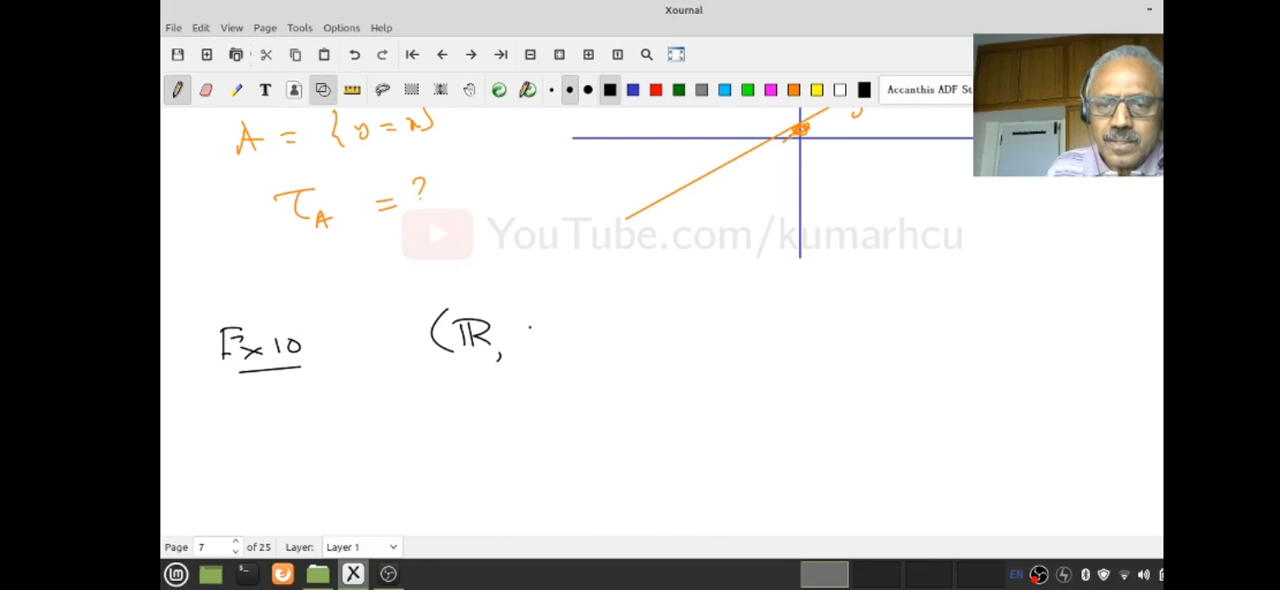 Xournal
File Edit View Page Tools Options Help
Accanthis ADF St
A = {y = x}
τ_A = ?
YouTube.com/kumarhcu
Ex 10 (ℝ,
Page 7 of 25 Layer: Layer 1
EN